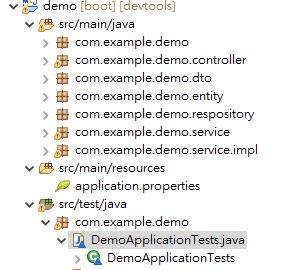 demo [boot] [devtools]
src/main/java
com.example.demo
com.example.demo.controller
com.example.demo.dto
com.example.demo.entity
com.example.demo.respository
com.example.demo.service
com.example.demo.service.impl
src/main/resources
application.properties
src/test/java
com.example.demo
DemoApplicationTests.java
DemoApplicationTests